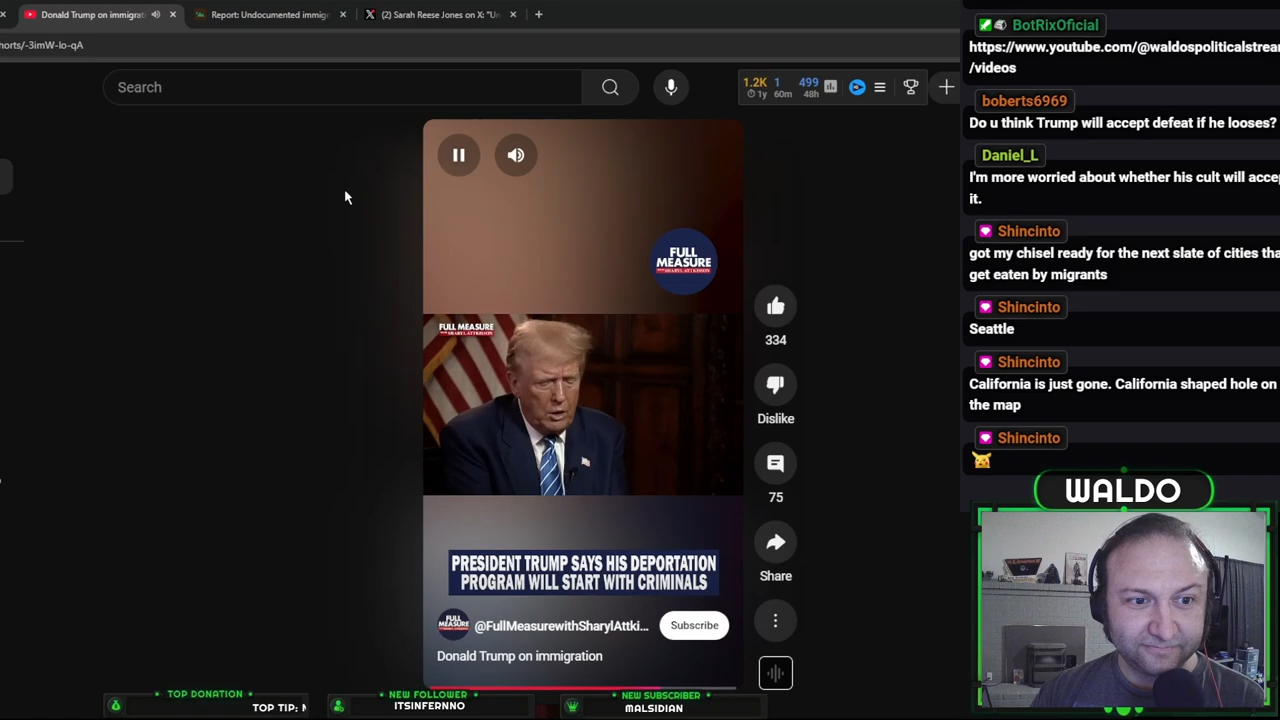 Donald Trump on immigrat
Report: Undocumented immig
(2) Sarah Reese Jones on X: "Un
horts/-3imW-Io-qA
Search
1.2K 1 499
1y 60m 48h
FULL
MEASURE
FULL MEASURE
334
Dislike
75
Share
PRESIDENT TRUMP SAYS HIS DEPORTATION
PROGRAM WILL START WITH CRIMINALS
@FullMeasurewithSharylAttki...
Subscribe
Donald Trump on immigration
TOP DONATION
TOP TIP:
NEW FOLLOWER
ITSINFERNNO
NEW SUBSCRIBER
MALSIDIAN
BotRixOficial
https://www.youtube.com/@waldospoliticalstrea
/videos
boberts6969
Do u think Trump will accept defeat if he looses?
Daniel_L
I'm more worried about whether his cult will acce
it.
Shincinto
got my chisel ready for the next slate of cities tha
get eaten by migrants
Shincinto
Seattle
Shincinto
California is just gone. California shaped hole on
the map
Shincinto
WALDO